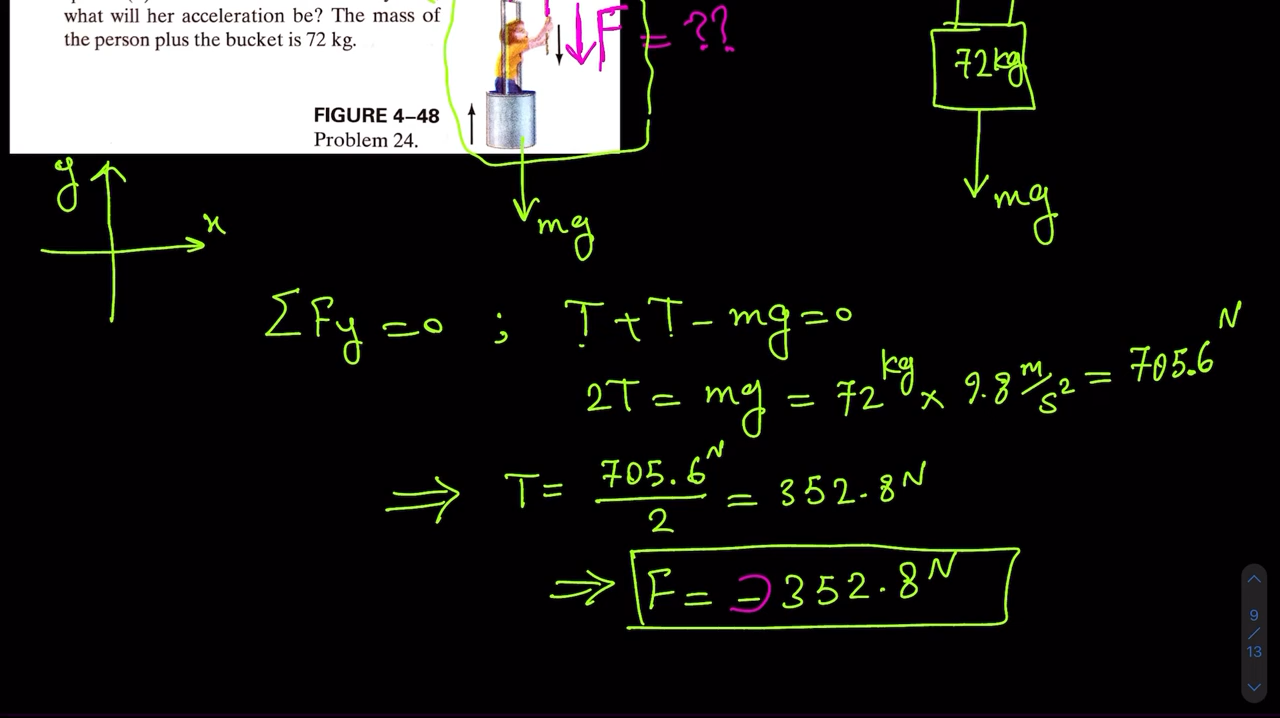 what will her acceleration be? The mass of
the person plus the bucket is 72 kg.
F = ??
72kg
FIGURE 4–48
Problem 24.
mg
mg
y
x
ΣFy = 0 ; T + T - mg = 0
2T = mg = 72 kg x 9.8 m/s² = 705.6 N
⇒ T = 705.6 N / 2 = 352.8 N
⇒ F = - 352.8 N
9
/
13